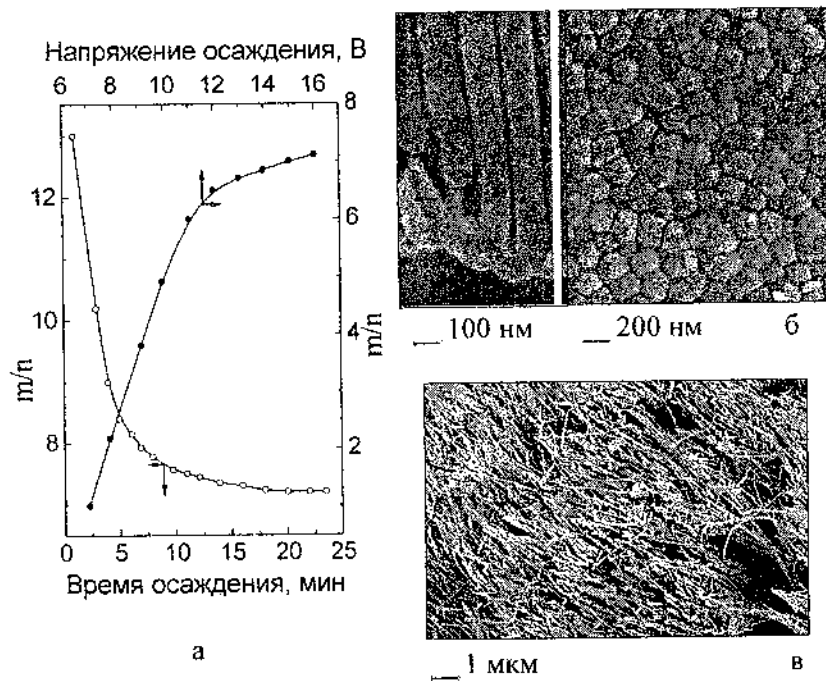 Напряжение осаждения, В
6 8 10 12 14 16
12
10
8
m/n
8
6
4
2
m/n
0 5 10 15 20 25
Время осаждения, мин
а
100 нм
200 нм
б
1 мкм
в